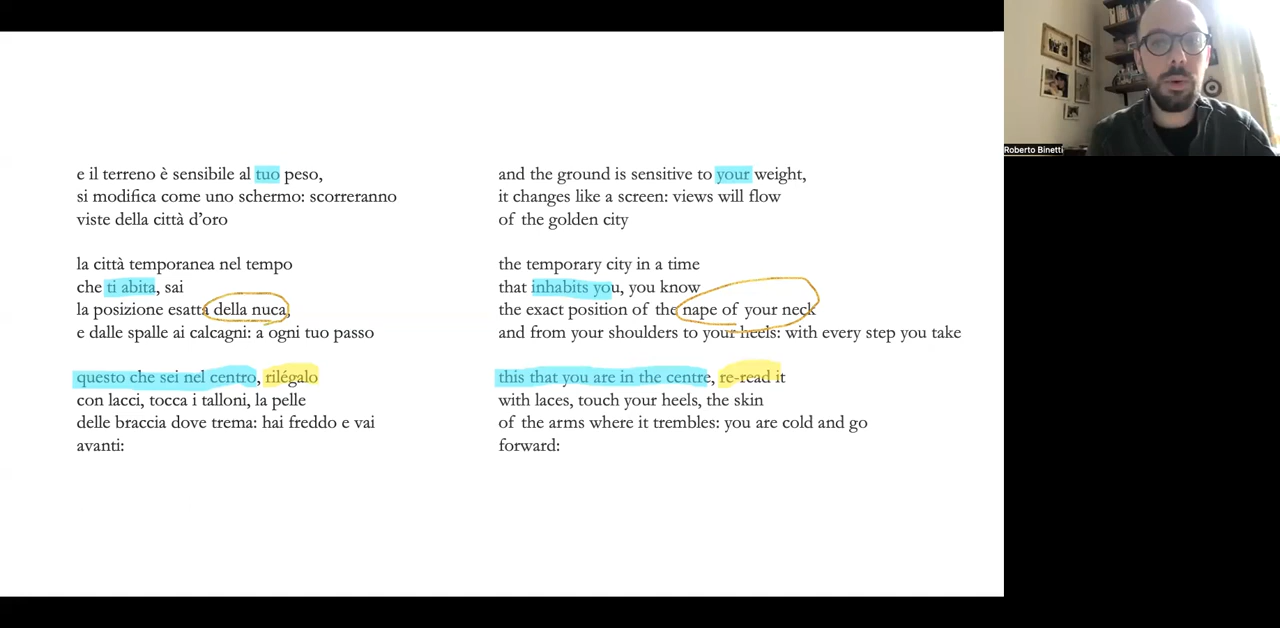 e il terreno è sensibile al tuo peso,
si modifica come uno schermo: scorreranno
viste della città d'oro
la città temporanea nel tempo
che ti abita, sai
la posizione esatta della nuca,
e dalle spalle ai calcagni: a ogni tuo passo
questo che sei nel centro, rilégalo
con lacci, tocca i talloni, la pelle
delle braccia dove trema: hai freddo e vai
avanti:
and the ground is sensitive to your weight,
it changes like a screen: views will flow
of the golden city
the temporary city in a time
that inhabits you, you know
the exact position of the nape of your neck
and from your shoulders to your heels: with every step you take
this that you are in the centre, re-read it
with laces, touch your heels, the skin
of the arms where it trembles: you are cold and go
forward:
Roberto Binetti